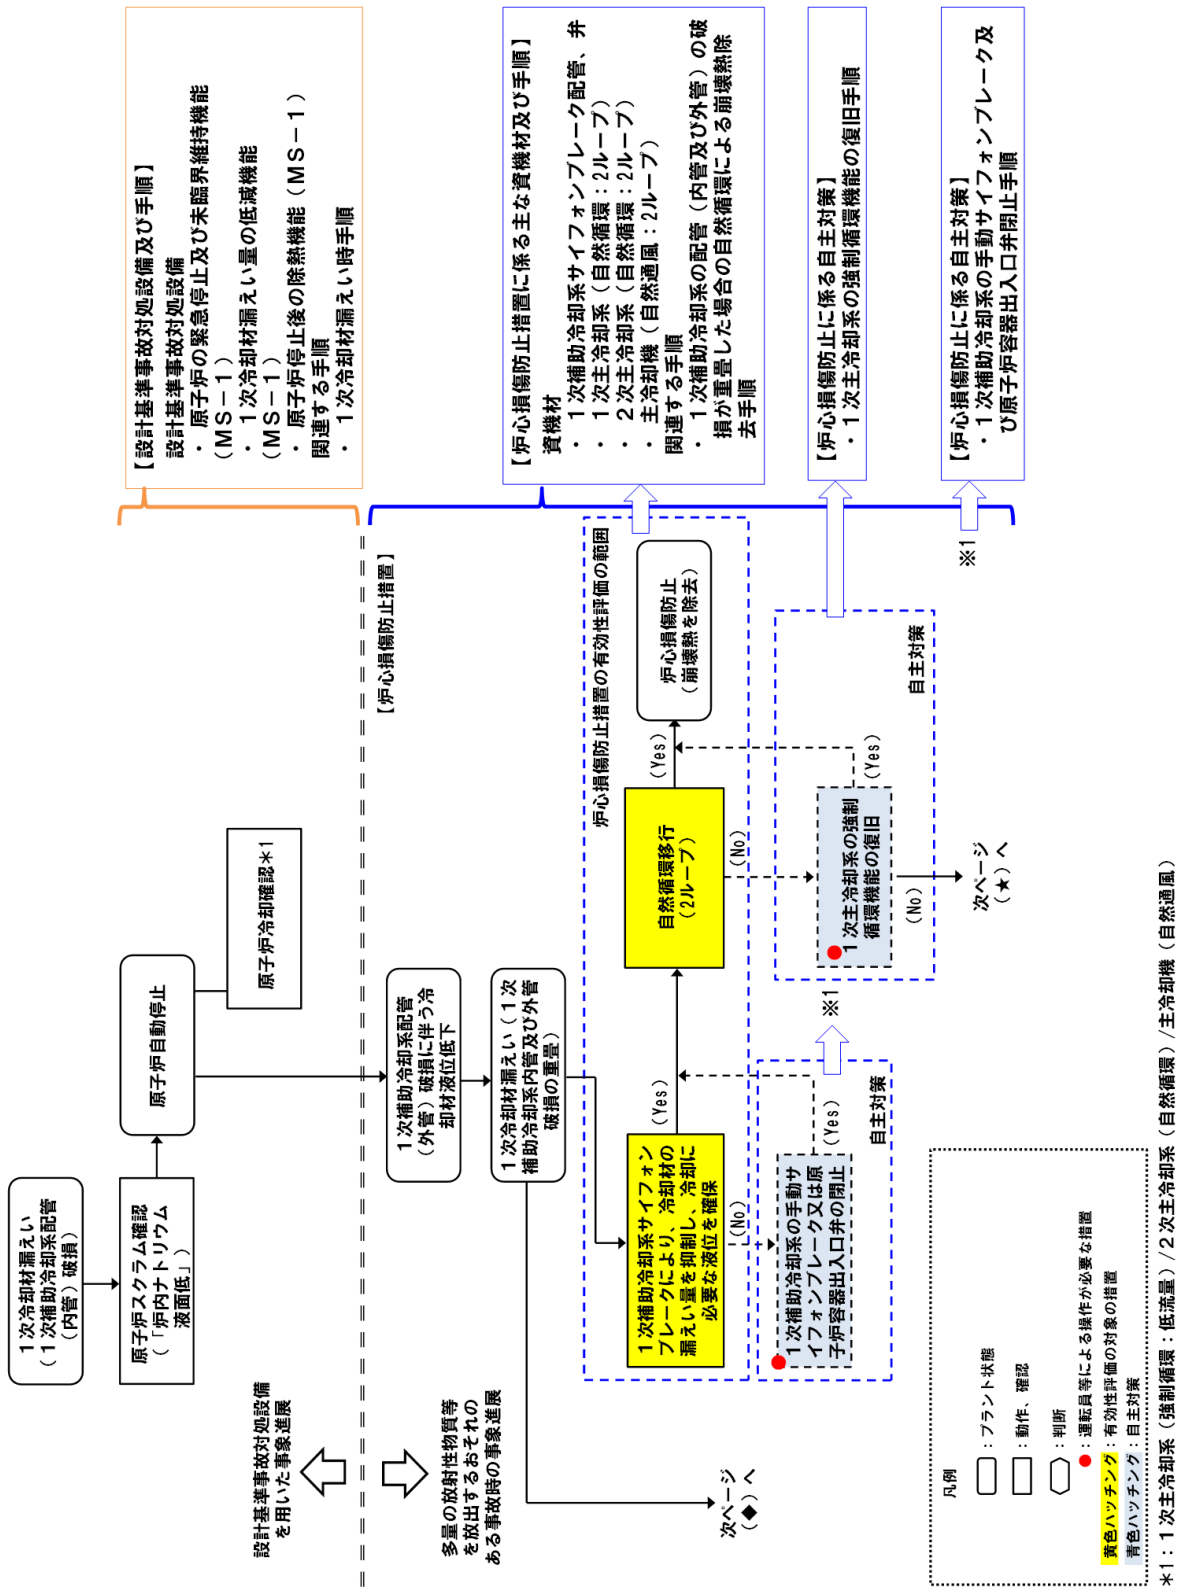 1次冷却材漏えい
(1次補助冷却系配管
(内管)破損)
原子炉スクラム確認
(「炉内ナトリウム
液面低」)
原子炉自動停止
原子炉冷却確認*1
設計基準事故対処設備
を用いた事象進展
多量の放射性物質等
を放出するおそれの
ある事故時の事象進展
【炉心損傷防止措置】
1次補助冷却系配管
(外管)破損に伴う冷
却材液位低下
1次冷却材漏えい(1次
補助冷却系内管及び外管
破損の重畳)
次ページ
(◆)へ
炉心損傷防止措置の有効性評価の範囲
1次補助冷却系サイフォン
ブレークにより、冷却材の
漏えい量を抑制し、冷却に
必要な液位を確保
(Yes)
(No)
自然循環移行
(2ループ)
(Yes)
(No)
炉心損傷防止
(崩壊熱を除去)
1次補助冷却系の手動サ
イフォンブレーク又は原
子炉容器出入口弁の閉止
(Yes)
自主対策
※1
1次主冷却系の強制
循環機能の復旧
(Yes)
(No)
自主対策
次ページ
(★)へ
※1
【設計基準事故対処設備及び手順】
設計基準事故対処設備
・原子炉の緊急停止及び未臨界維持機能
(MS-1)
・1次冷却材漏えい量の低減機能
(MS-1)
・原子炉停止後の除熱機能(MS-1)
関連する手順
・1次冷却材漏えい時手順
【炉心損傷防止措置に係る主な資機材及び手順】
資機材
・1次補助冷却系サイフォンブレーク配管、弁
・1次主冷却系(自然循環:2ループ)
・2次主冷却系(自然循環:2ループ)
・主冷却機(自然通風:2ループ)
関連する手順
・1次補助冷却系の配管(内管及び外管)の破
損が重畳した場合の自然循環による崩壊熱除
去手順
【炉心損傷防止に係る自主対策】
・1次主冷却系の強制循環機能の復旧手順
【炉心損傷防止に係る自主対策】
・1次補助冷却系の手動サイフォンブレーク及
び原子炉容器出入口弁閉止手順
凡例
:プラント状態
:動作、確認
:判断
:運転員等による操作が必要な措置
黄色ハッチング:有効性評価の対象の措置
青色ハッチング:自主対策
*1:1次主冷却系(強制循環:低流量)/2次主冷却系(自然循環)/主冷却機(自然通風)